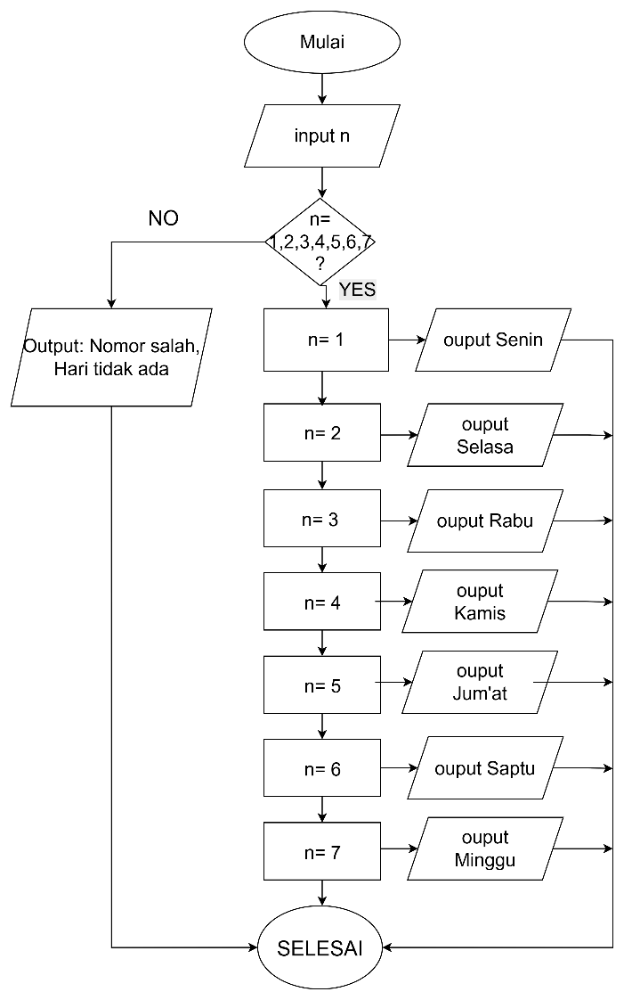 Mulai
input n
n=
1,2,3,4,5,6,7
?
NO
YES
Output: Nomor salah,
Hari tidak ada
n= 1
ouput Senin
n= 2
ouput
Selasa
n= 3
ouput Rabu
n= 4
ouput
Kamis
n= 5
ouput
Jum'at
n= 6
ouput Saptu
n= 7
ouput
Minggu
SELESAI